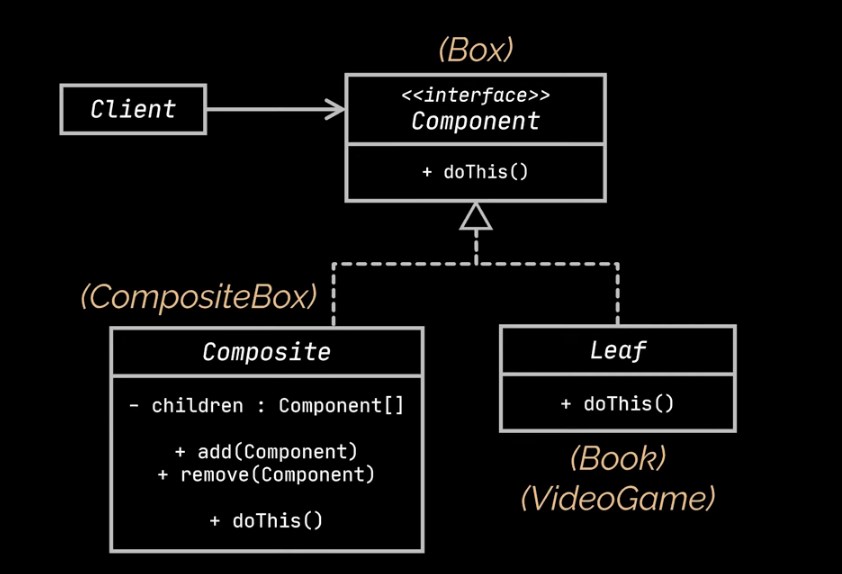 (Box)
Client
<<interface>>
Component
+ doThis()
(CompositeBox)
Composite
- children : Component[]
+ add(Component)
+ remove(Component)
+ doThis()
Leaf
+ doThis()
(Book)
(VideoGame)